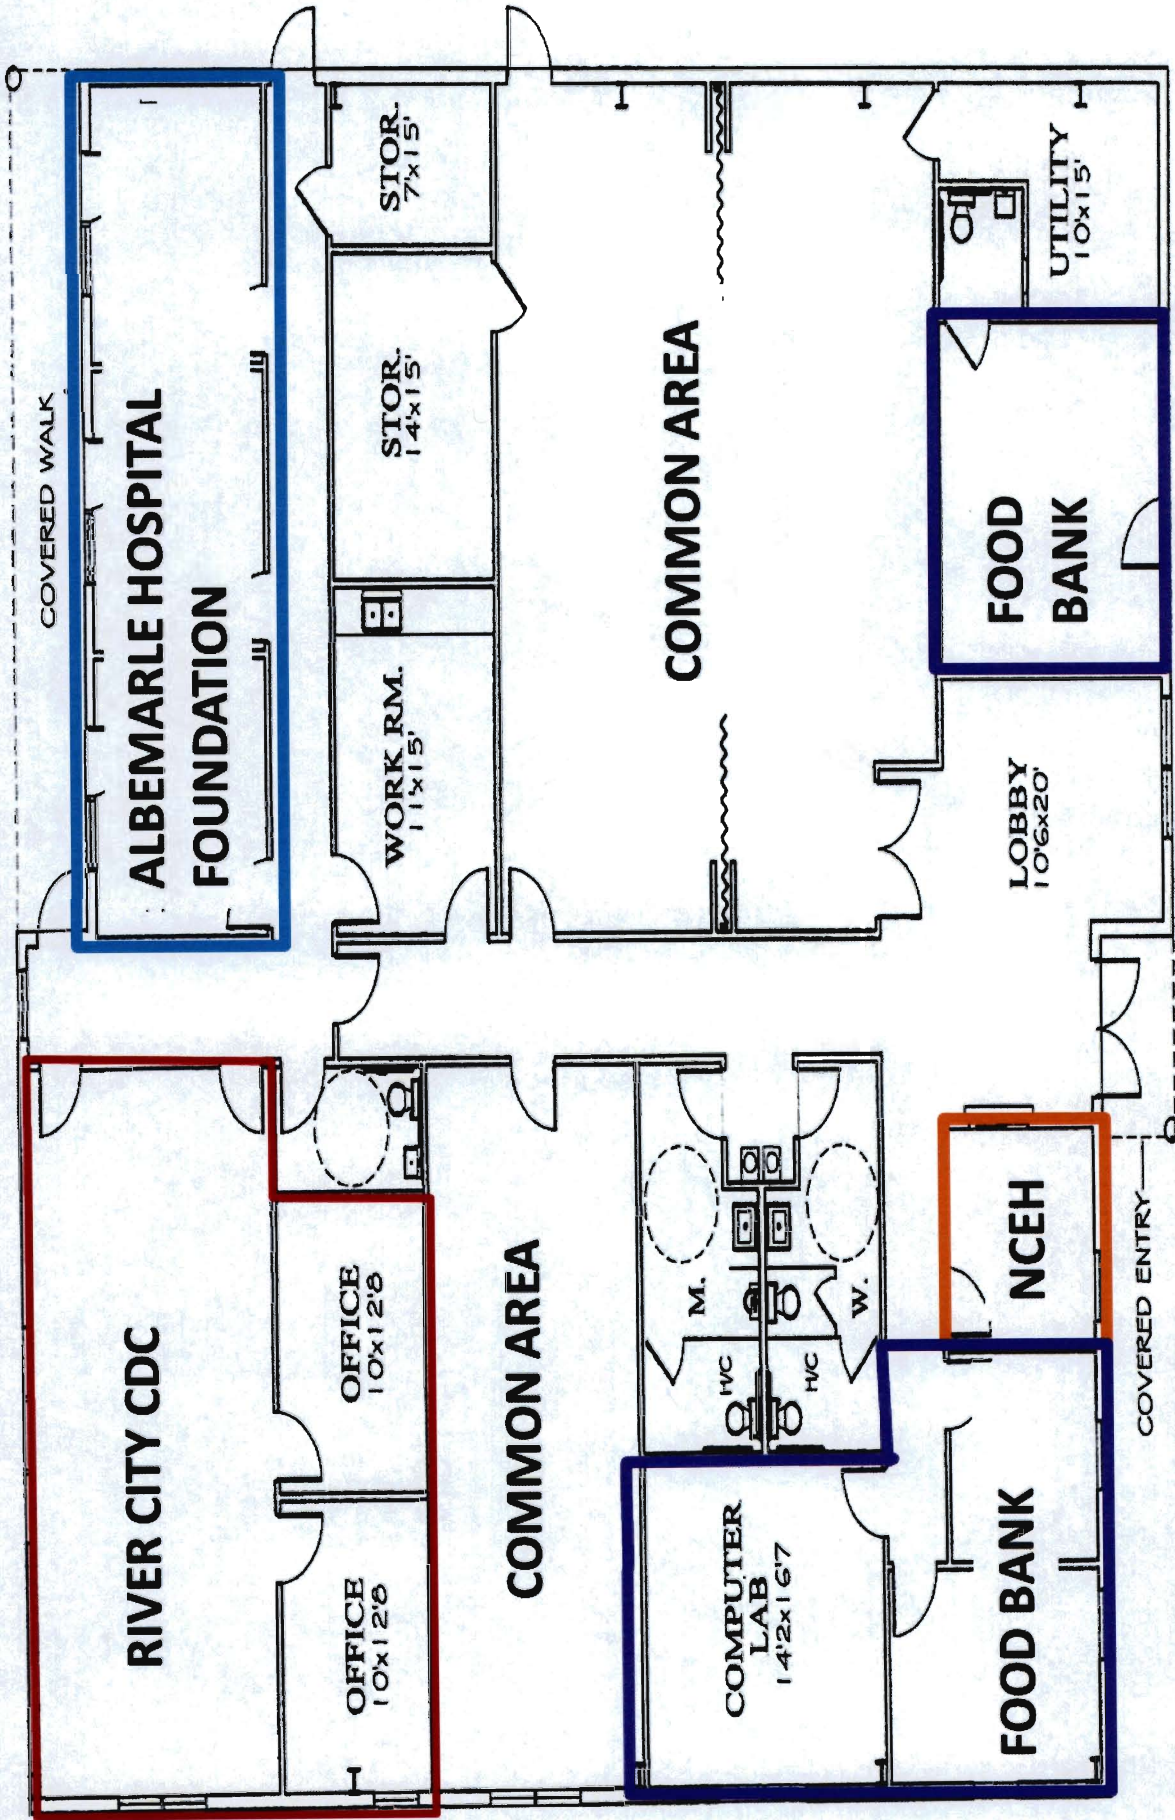 COVERED WALK
ALBEMARLE HOSPITAL
FOUNDATION
STOR.
7'x15'
STOR.
14'x15'
WORK RM.
11x15'
COMMON AREA
UTILITY
10'x15'
FOOD
BANK
LOBBY
10'6x20'
RIVER CITY CDC
OFFICE
10'x12'8
OFFICE
10'x12'8
COMMON AREA
M.
H/C
W.
H/C
COMPUTER
LAB
14'2x16'7
FOOD BANK
NCEH
COVERED ENTRY